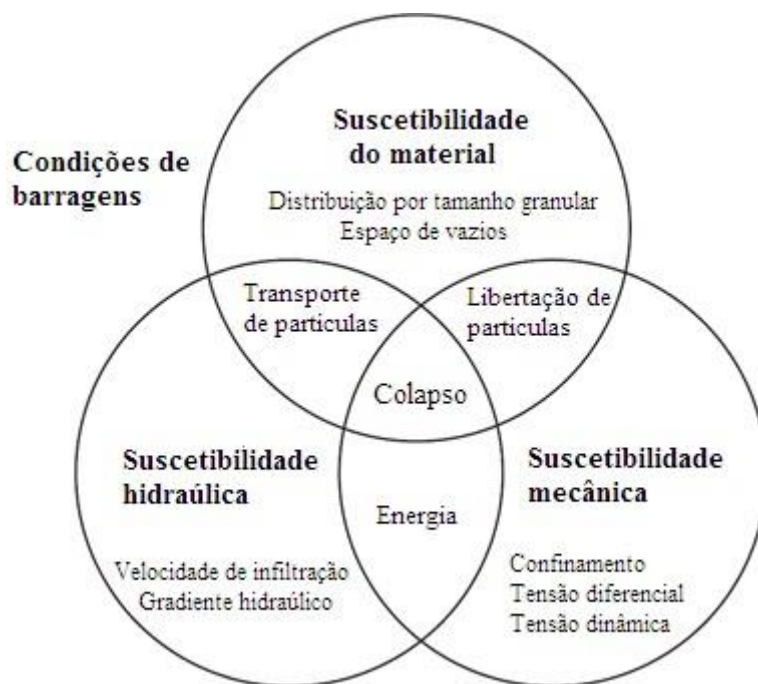 Suscetibilidade
do material
Condições de
barragens
Distribuição por tamanho granular
Espaço de vazios
Transporte
de particulas
Libertação de
particulas
Colapso
Suscetibilidade
hidraúlica
Suscetibilidade
mecânica
Energia
Velocidade de infiltração
Gradiente hidraúlico
Confinamento
Tensão diferencial
Tensão dinâmica